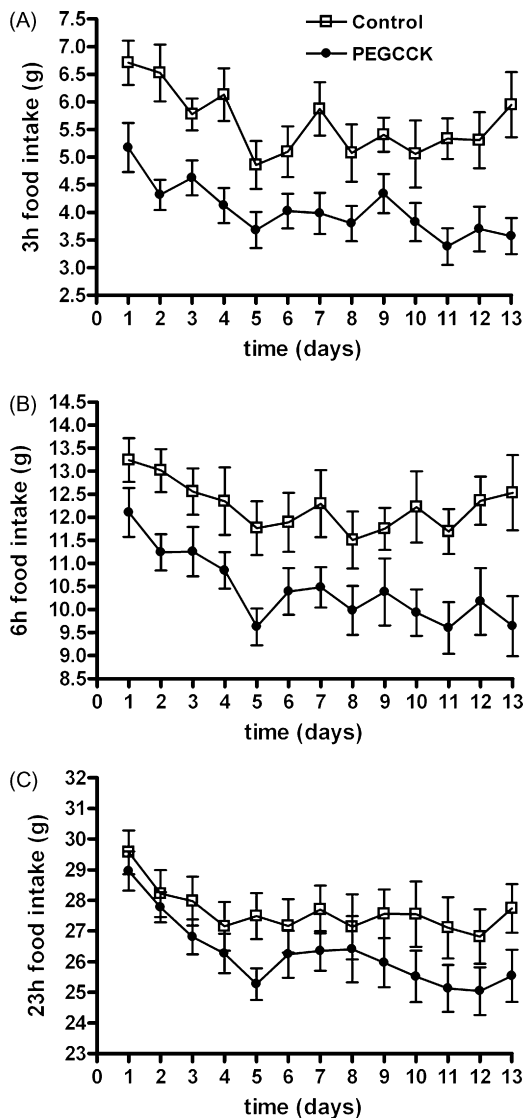 (A)
Control
PEGCCK
3h food intake (g)
7.5
7.0
6.5
6.0
5.5
5.0
4.5
4.0
3.5
3.0
2.5
0 1 2 3 4 5 6 7 8 9 10 11 12 13
time (days)
(B)
6h food intake (g)
14.5
14.0
13.5
13.0
12.5
12.0
11.5
11.0
10.5
10.0
9.5
9.0
8.5
0 1 2 3 4 5 6 7 8 9 10 11 12 13
time (days)
(C)
23h food intake (g)
32
31
30
29
28
27
26
25
24
23
0 1 2 3 4 5 6 7 8 9 10 11 12 13
time (days)